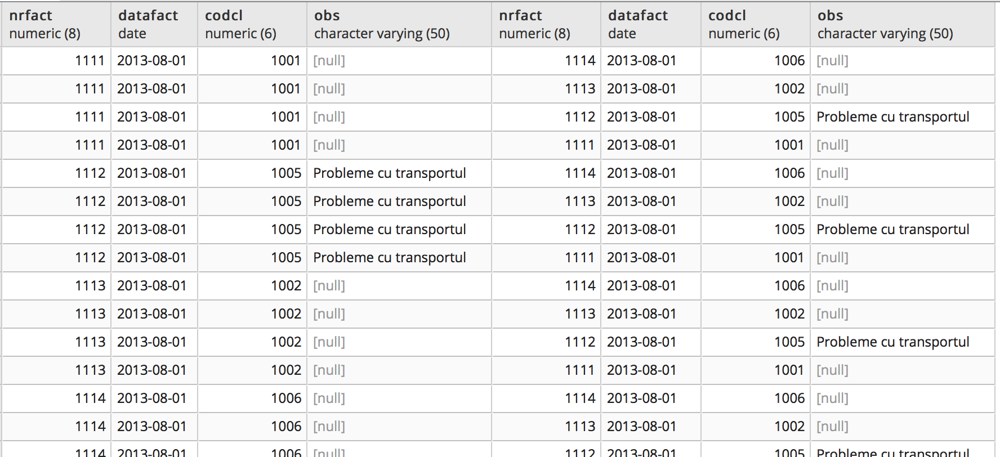 nrfact datafact codcl obs nrfact datafact codcl obs
numeric (8) date numeric (6) character varying (50) numeric (8) date numeric (6) character varying (50)
1111 2013-08-01 1001 [null] 1114 2013-08-01 1006 [null]
1111 2013-08-01 1001 [null] 1113 2013-08-01 1002 [null]
1111 2013-08-01 1001 [null] 1112 2013-08-01 1005 Probleme cu transportul
1111 2013-08-01 1001 [null] 1111 2013-08-01 1001 [null]
1112 2013-08-01 1005 Probleme cu transportul 1114 2013-08-01 1006 [null]
1112 2013-08-01 1005 Probleme cu transportul 1113 2013-08-01 1002 [null]
1112 2013-08-01 1005 Probleme cu transportul 1112 2013-08-01 1005 Probleme cu transportul
1112 2013-08-01 1005 Probleme cu transportul 1111 2013-08-01 1001 [null]
1113 2013-08-01 1002 [null] 1114 2013-08-01 1006 [null]
1113 2013-08-01 1002 [null] 1113 2013-08-01 1002 [null]
1113 2013-08-01 1002 [null] 1112 2013-08-01 1005 Probleme cu transportul
1113 2013-08-01 1002 [null] 1111 2013-08-01 1001 [null]
1114 2013-08-01 1006 [null] 1114 2013-08-01 1006 [null]
1114 2013-08-01 1006 [null] 1113 2013-08-01 1002 [null]
1114 2013-08-01 1006 [null] 1112 2013-08-01 1005 Probleme cu transportul